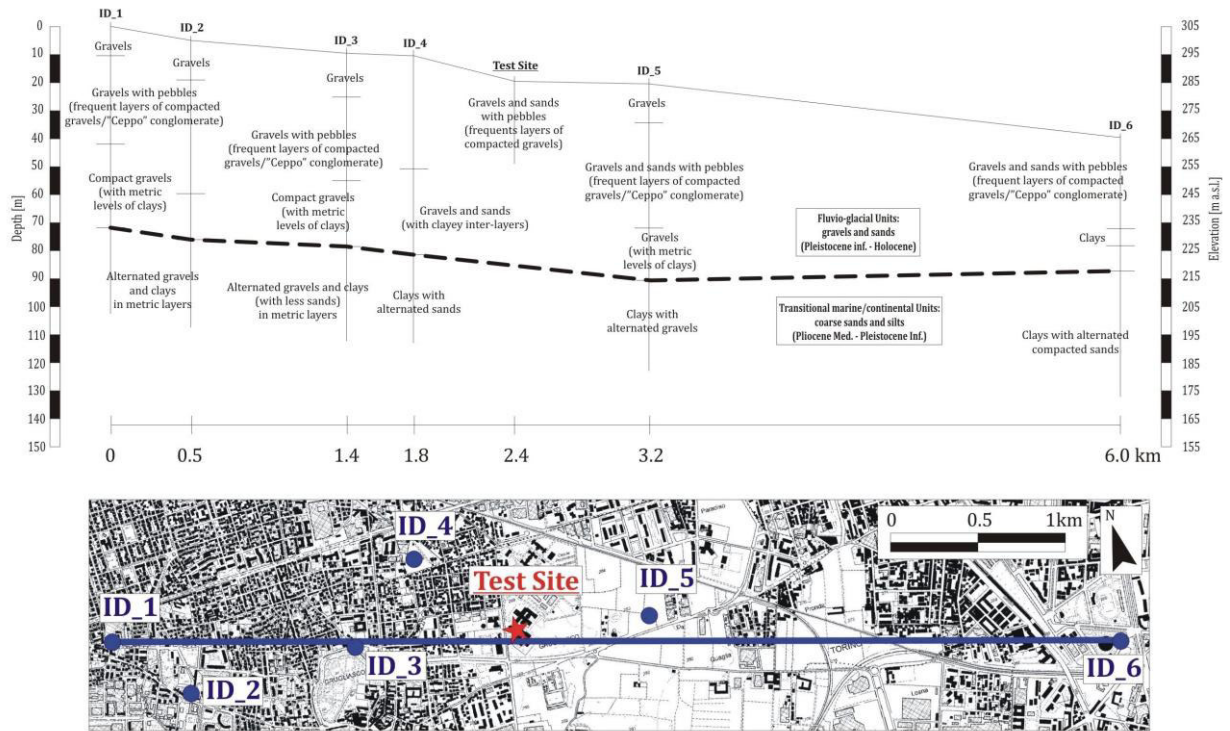 ID_1
ID_2
ID_3
ID_4
Test Site
ID_5
ID_6
Depth [m]
0
10
20
30
40
50
60
70
80
90
100
110
120
130
140
150
Gravels
Gravels with pebbles
(frequent layers of compacted
gravels/"Ceppo" conglomerate)
Compact gravels
(with metric
levels of clays)
Alternated gravels
and clays
in metric layers
Gravels
Gravels
Gravels with pebbles
(frequent layers of compacted
gravels/"Ceppo" conglomerate)
Compact gravels
(with metric
levels of clays)
Alternated gravels and clays
(with less sands)
in metric layers
Gravels and sands
(with clayey inter-layers)
Clays with
alternated sands
Gravels and sands
with pebbles
(frequents layers of
compacted gravels)
Gravels
Gravels and sands with pebbles
(frequent layers of compacted
gravels/"Ceppo" conglomerate)
Gravels
(with metric
levels of clays)
Clays with
alternated gravels
Fluvio-glacial Units:
gravels and sands
(Pleistocene inf. - Holocene)
Transitional marine/continental Units:
coarse sands and silts
(Pliocene Med. - Pleistocene Inf.)
Gravels and sands with pebbles
(frequent layers of compacted
gravels/"Ceppo" conglomerate)
Clays
Clays with alternated
compacted sands
Elevation [m a.s.l.]
305
295
285
275
265
255
245
235
225
215
205
195
185
175
165
155
0 0.5 1.4 1.8 2.4 3.2 6.0 km
0 0.5 1km
N
Paradiso
ID_4
ID_5
Test Site
ID_1
ID_3
ID_2
ID_6
TORINO
Leana